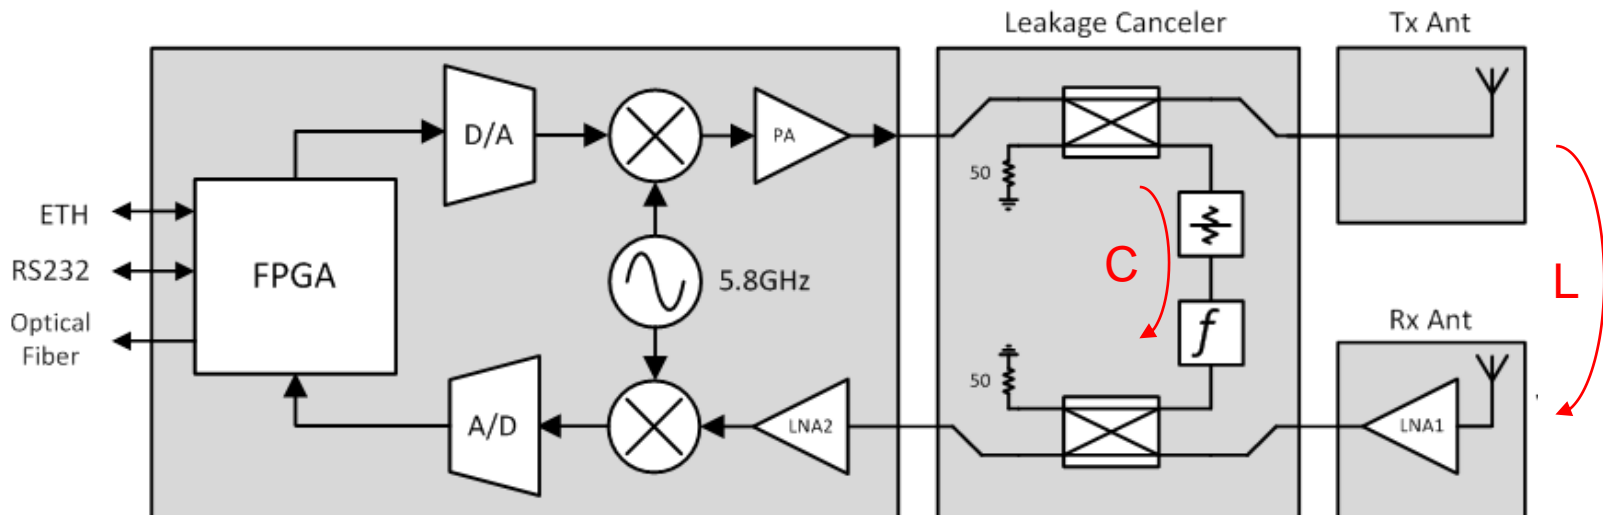 Leakage Canceler
Tx Ant
D/A
PA
50
ETH
RS232
FPGA
5.8GHz
C
L
Optical
Fiber
f
Rx Ant
50
A/D
LNA2
LNA1